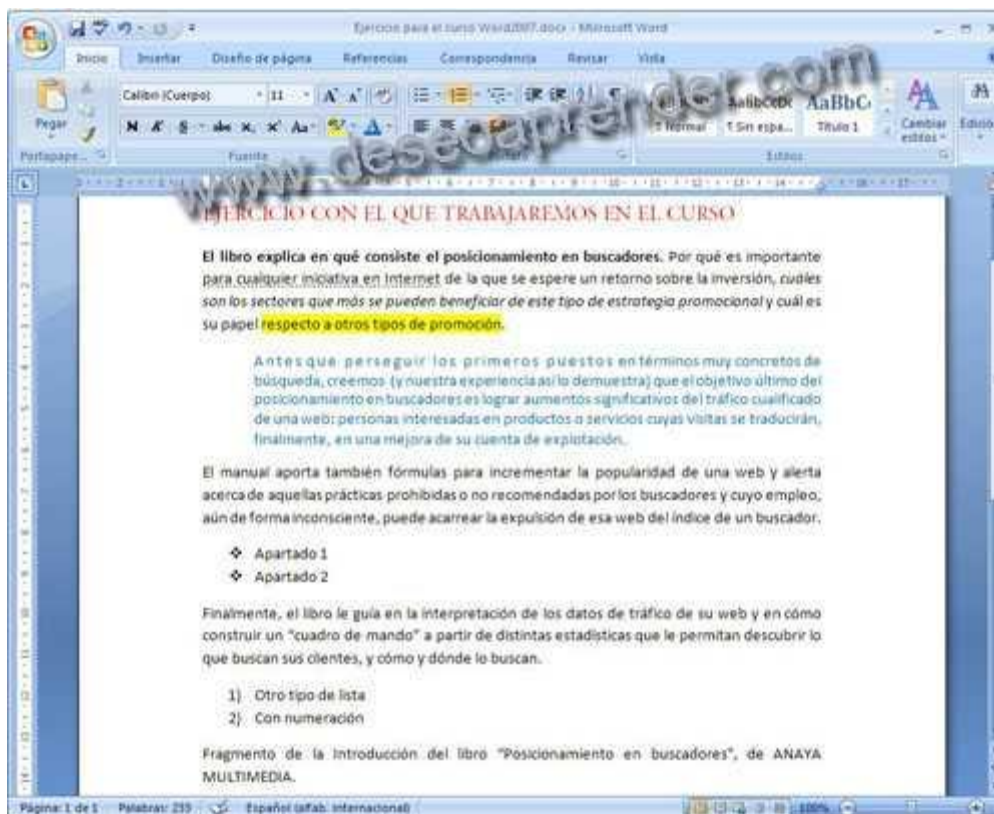 Ejercicio para el curso Word2007.docx - Microsoft Word
Inicio Insertar Diseño de página Referencias Correspondencia Revisar Vista
Calibri (Cuerpo) 11
Pegar
N K S abc x, x² Aa
AaBbC
¶ Normal ¶ Sin espa... Título 1
Cambiar estilos
Edició
Portapape... Fuente Estilos
www.deseoaprender.com
EJERCICIO CON EL QUE TRABAJAREMOS EN EL CURSO
El libro explica en qué consiste el posicionamiento en buscadores. Por qué es importante
para cualquier iniciativa en Internet de la que se espere un retorno sobre la inversión, cuáles
son los sectores que más se pueden beneficiar de este tipo de estrategia promocional y cuál es
su papel respecto a otros tipos de promoción.
Antes que perseguir los primeros puestos en términos muy concretos de
búsqueda, creemos (y nuestra experiencia así lo demuestra) que el objetivo último del
posicionamiento en buscadores es lograr aumentos significativos del tráfico cualificado
de una web: personas interesadas en productos o servicios cuyas visitas se traducirán,
finalmente, en una mejora de su cuenta de explotación.
El manual aporta también fórmulas para incrementar la popularidad de una web y alerta
acerca de aquellas prácticas prohibidas o no recomendadas por los buscadores y cuyo empleo,
aún de forma inconsciente, puede acarrear la expulsión de esa web del índice de un buscador.
❖ Apartado 1
❖ Apartado 2
Finalmente, el libro le guía en la interpretación de los datos de tráfico de su web y en cómo
construir un "cuadro de mando" a partir de distintas estadísticas que le permitan descubrir lo
que buscan sus clientes, y cómo y dónde lo buscan.
1) Otro tipo de lista
2) Con numeración
Fragmento de la Introducción del libro "Posicionamiento en buscadores", de ANAYA
MULTIMEDIA.
Página: 1 de 1 Palabras: 233 Español (alfab. internacional) 100%